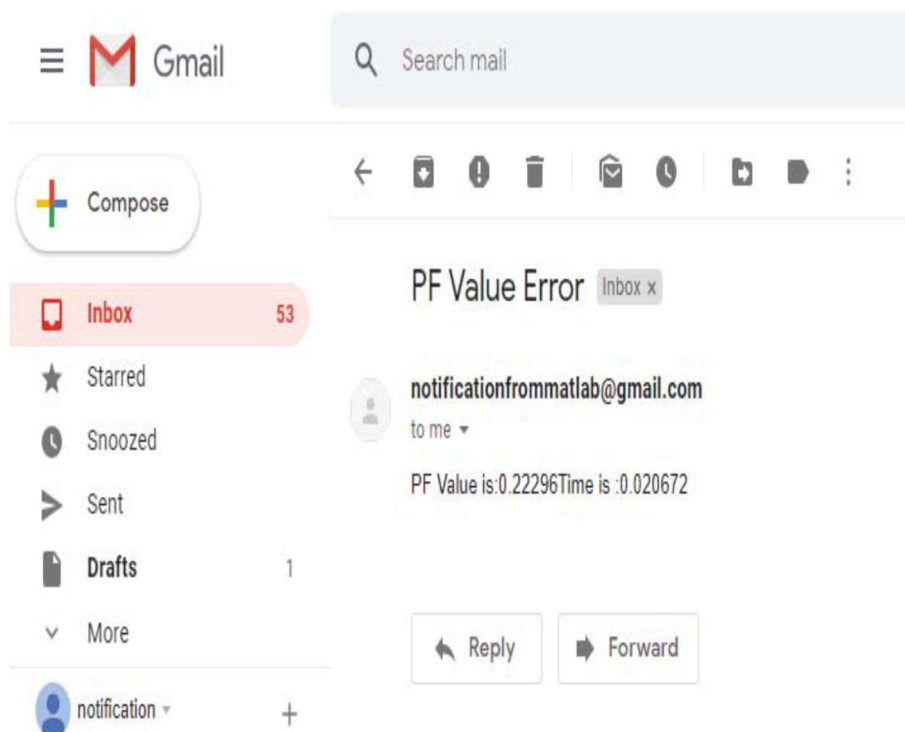 Gmail
Search mail
Compose
Inbox 53
Starred
Snoozed
Sent
Drafts 1
More
notification
PF Value Error Inbox x
notificationfrommatlab@gmail.com
to me
PF Value is:0.22296Time is :0.020672
Reply Forward